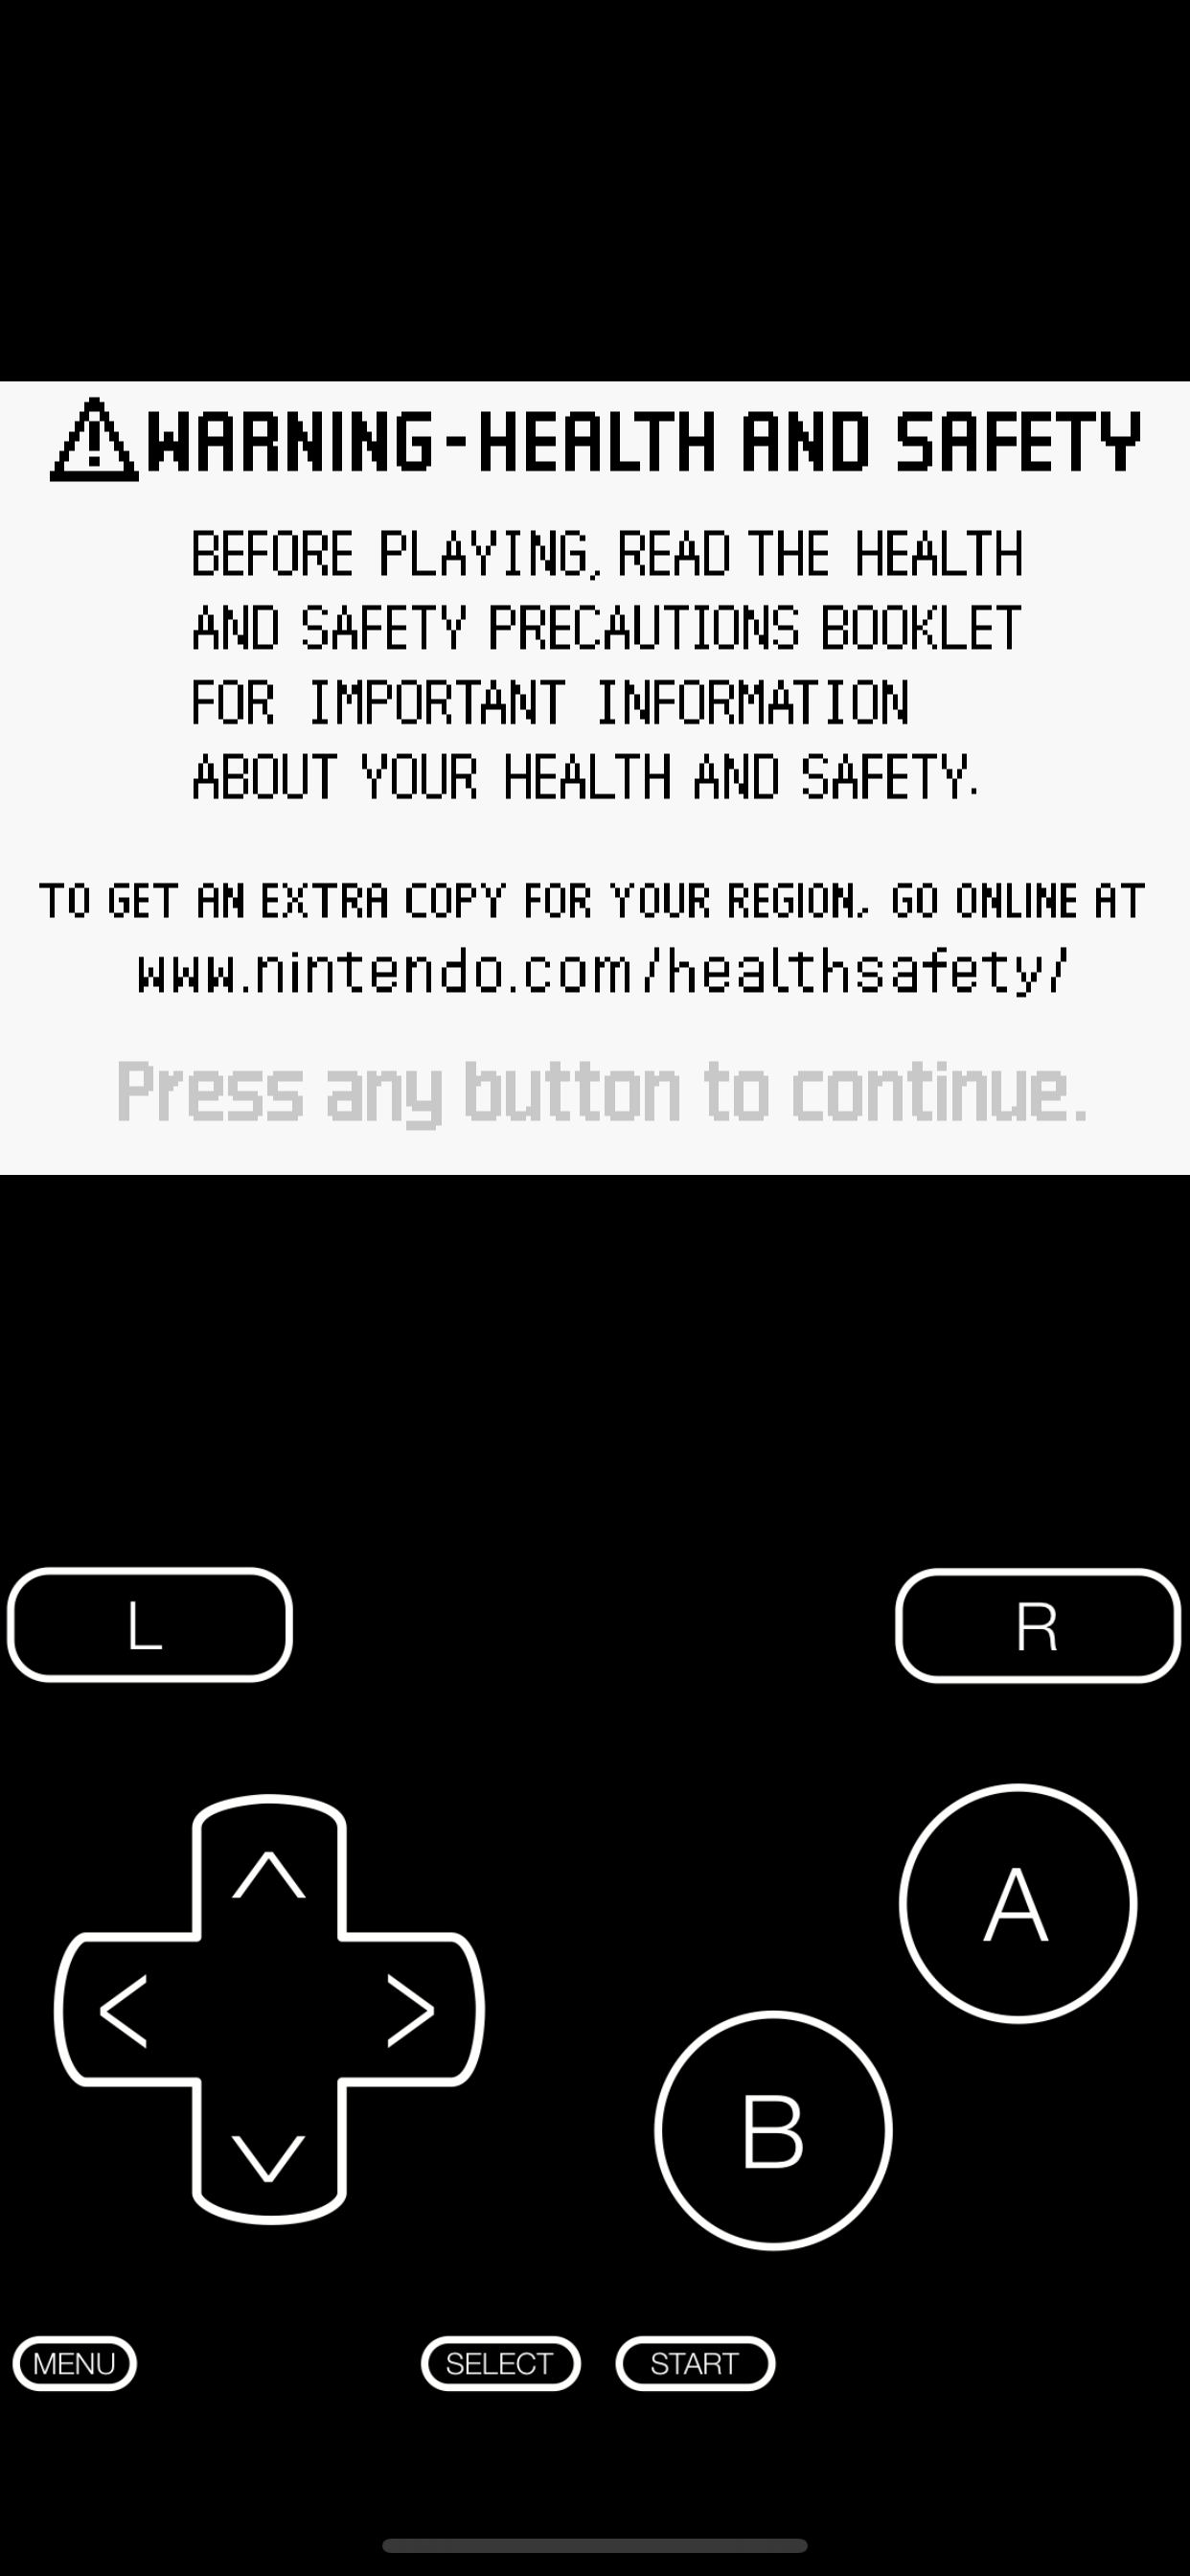 WARNING-HEALTH AND SAFETY
BEFORE PLAYING, READ THE HEALTH
AND SAFETY PRECAUTIONS BOOKLET
FOR IMPORTANT INFORMATION
ABOUT YOUR HEALTH AND SAFETY.
TO GET AN EXTRA COPY FOR YOUR REGION, GO ONLINE AT
www.nintendo.com/healthsafety/
Press any button to continue.
L
R
A
B
MENU
SELECT
START